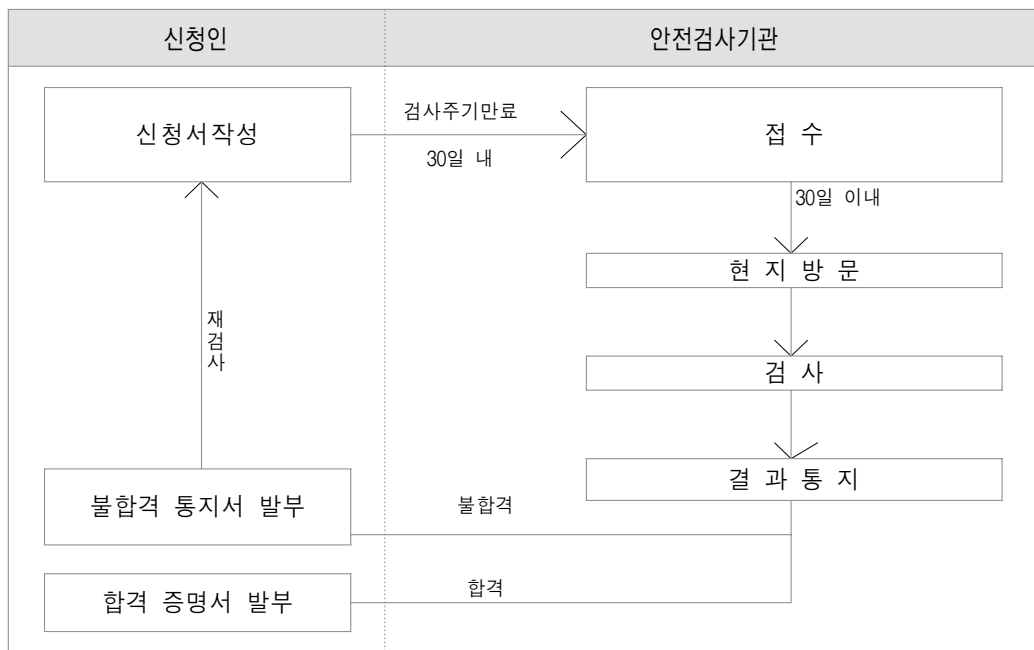 신청인
안전검사기관
신청서작성
검사주기만료
30일 내
접 수
30일 이내
현 지 방 문
검 사
결 과 통 지
재
검
사
불합격 통지서 발부
불합격
합격 증명서 발부
합격